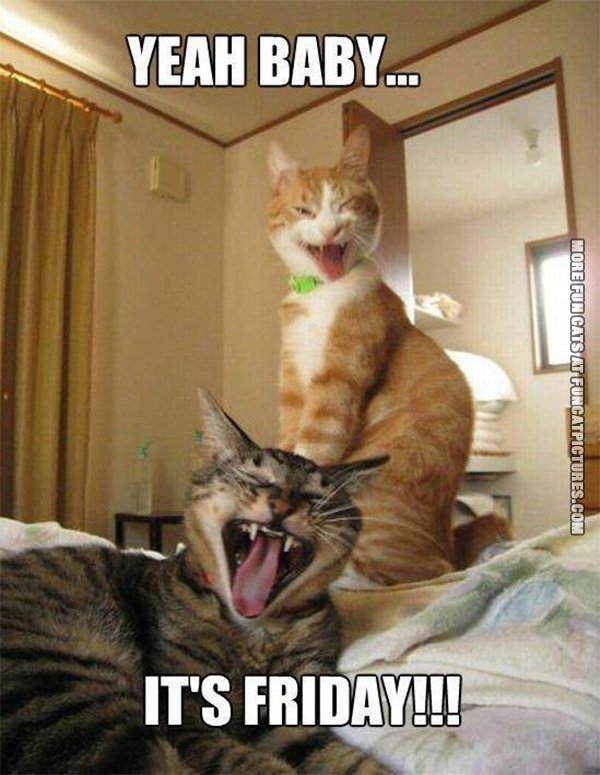 YEAH BABY...
MORE FUN CATS AT FUNCATPICTURES.COM
IT'S FRIDAY!!!